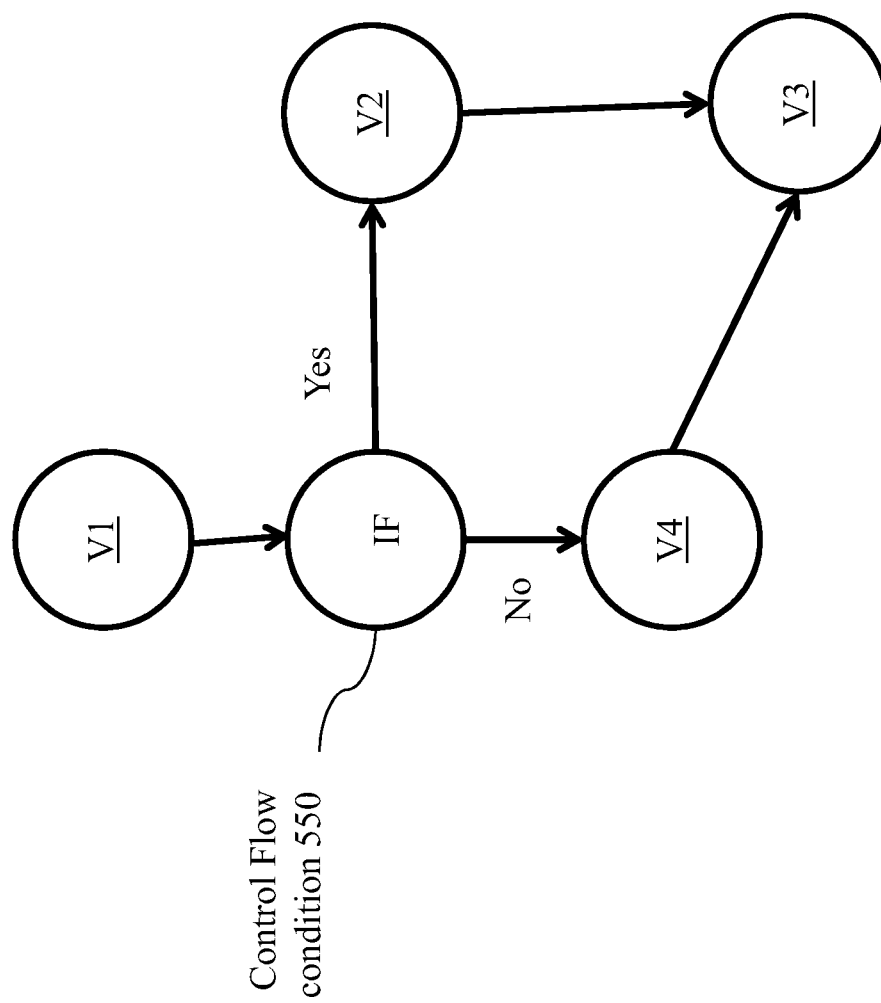 V1
Control Flow
condition 550
IF
Yes
V2
No
V4
V3